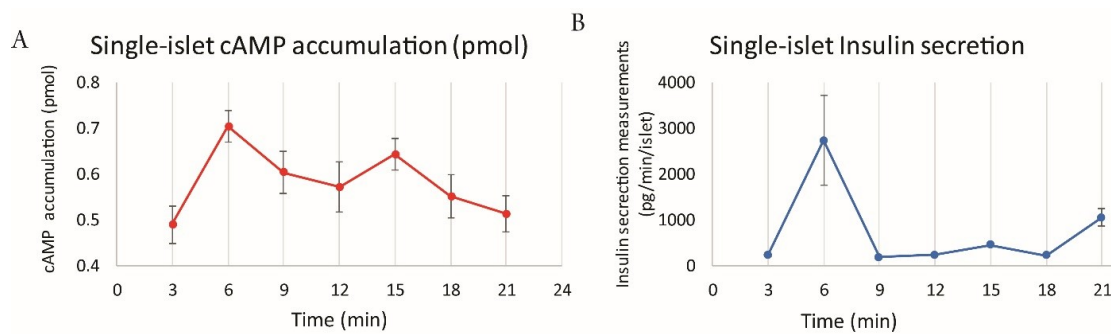 A
Single-islet cAMP accumulation (pmol)
cAMP accumulation (pmol)
0.8
0.7
0.6
0.5
0.4
0 3 6 9 12 15 18 21 24
Time (min)
B
Single-islet Insulin secretion
Insulin secrection measurements
(pg/min/islet)
4000
3000
2000
1000
0
0 3 6 9 12 15 18 21
Time (min)